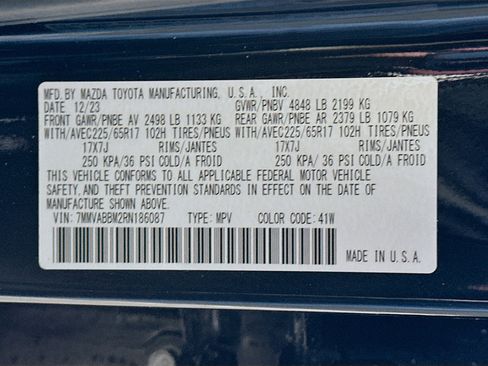 MFD. BY MAZDA TOYOTA MANUFACTURING, U.S.A., INC.
DATE 12/23 GVWR/PNBV 4848 LB 2199 KG
FRONT GAWR/PNBE AV 2498 LB 1133 KG REAR GAWR/PNBE AR 2379 LB 1079 KG
WITH/AVEC225/65R17 102H TIRES/PNEUS WITH/AVEC225/65R17 102H TIRES/PNEUS
17X7J RIMS/JANTES 17X7J RIMS/JANTES
250 KPA/36 PSI COLD/A FROID 250 KPA/36 PSI COLD/A FROID
THIS VEHICLE CONFORMS TO ALL APPLICABLE FEDERAL MOTOR VEHICLE
SAFETY, AND THEFT PREVENTION STANDARDS IN EFFECT ON THE DATE OF
MANUFACTURE SHOWN ABOVE.
VIN: 7MMVABBM2RN186087 TYPE: MPV COLOR CODE: 41W
MADE IN U.S.A.